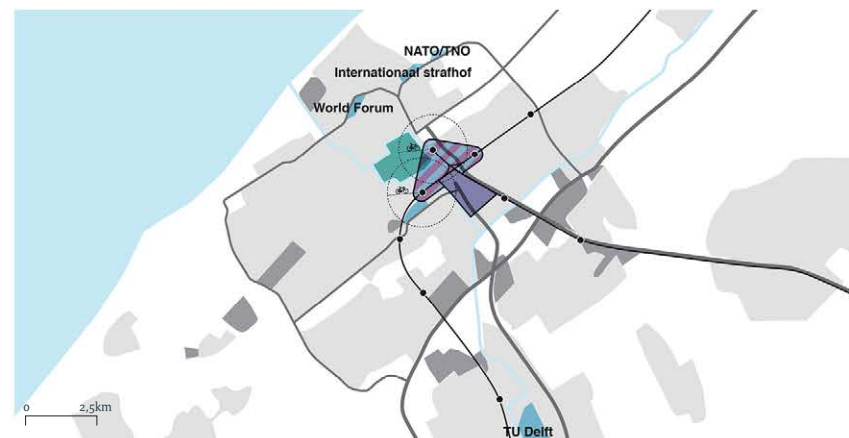 NATO/TNO
Internationaal strafhof
World Forum
0 2,5km
TU Delft